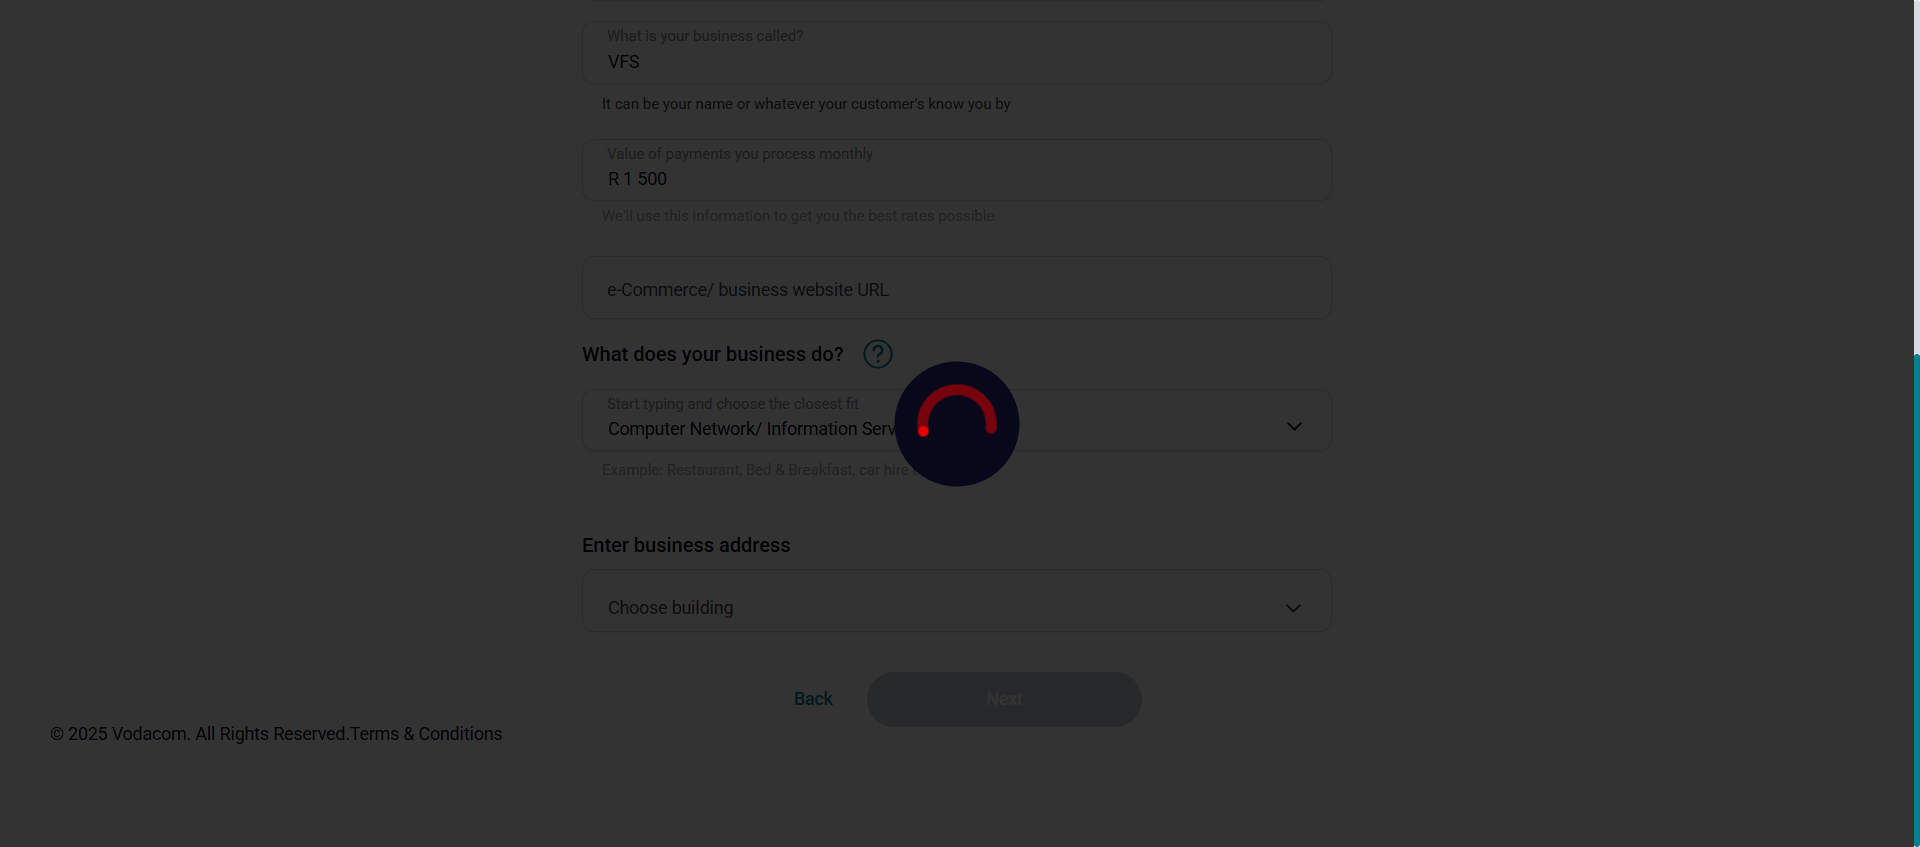 What is your business called?
VFS
It can be your name or whatever your customer's know you by
Value of payments you process monthly
R 1 500
We'll use this information to get you the best rates possible
e-Commerce/ business website URL
What does your business do?
?
Start typing and choose the closest fit
Computer Network/ Information Serv
Example: Restaurant, Bed & Breakfast, car hire
Enter business address
Choose building
Back
Next
© 2025 Vodacom. All Rights Reserved.Terms & Conditions